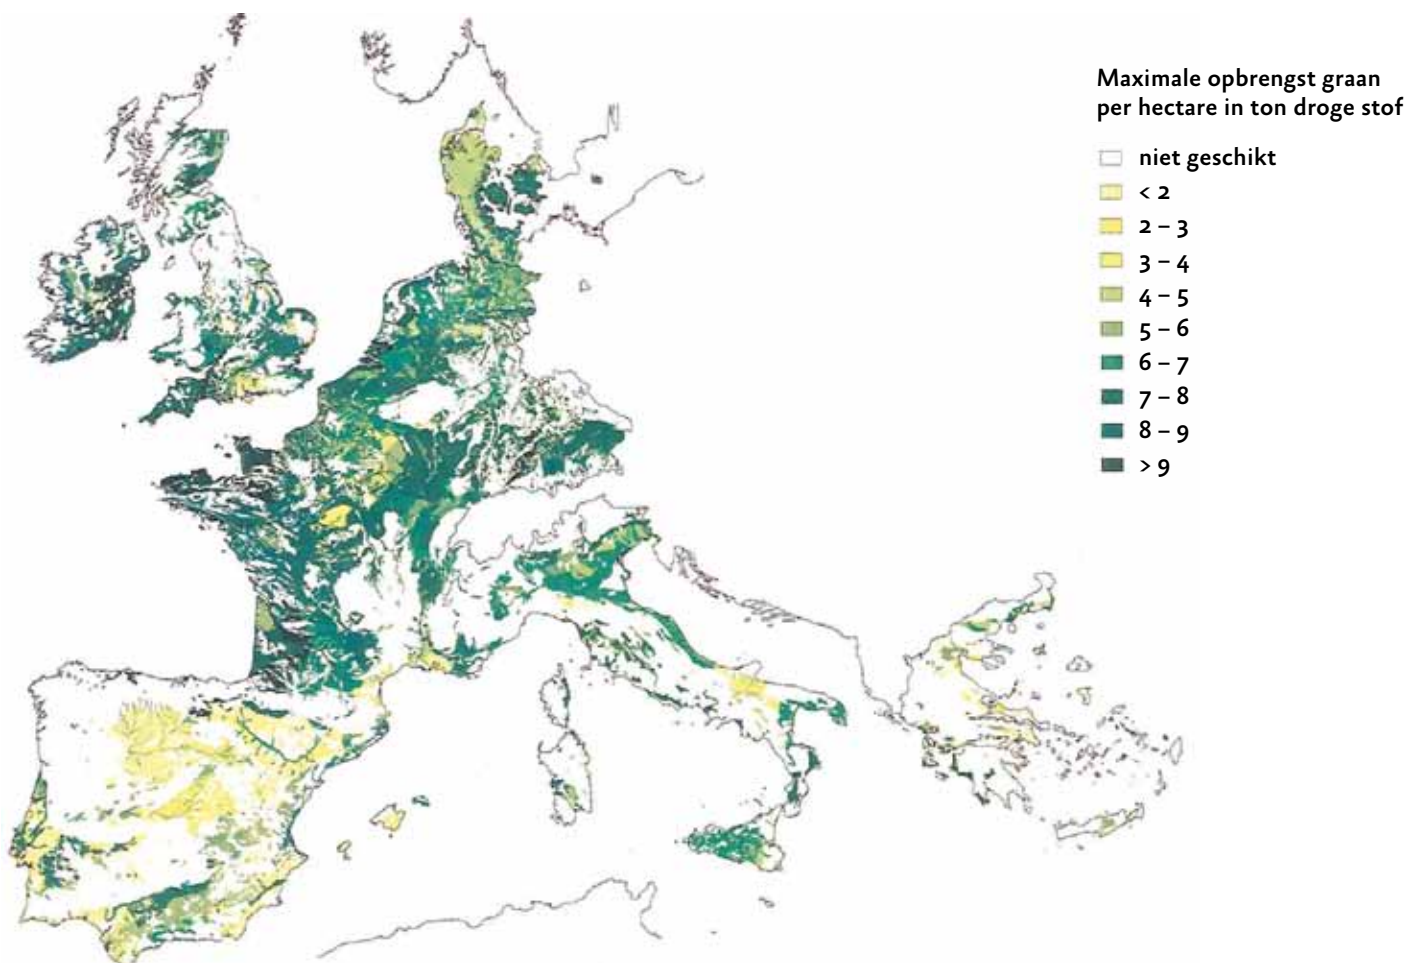 Maximale opbrengst graan
per hectare in ton droge stof
niet geschikt
< 2
2 – 3
3 – 4
4 – 5
5 – 6
6 – 7
7 – 8
8 – 9
> 9